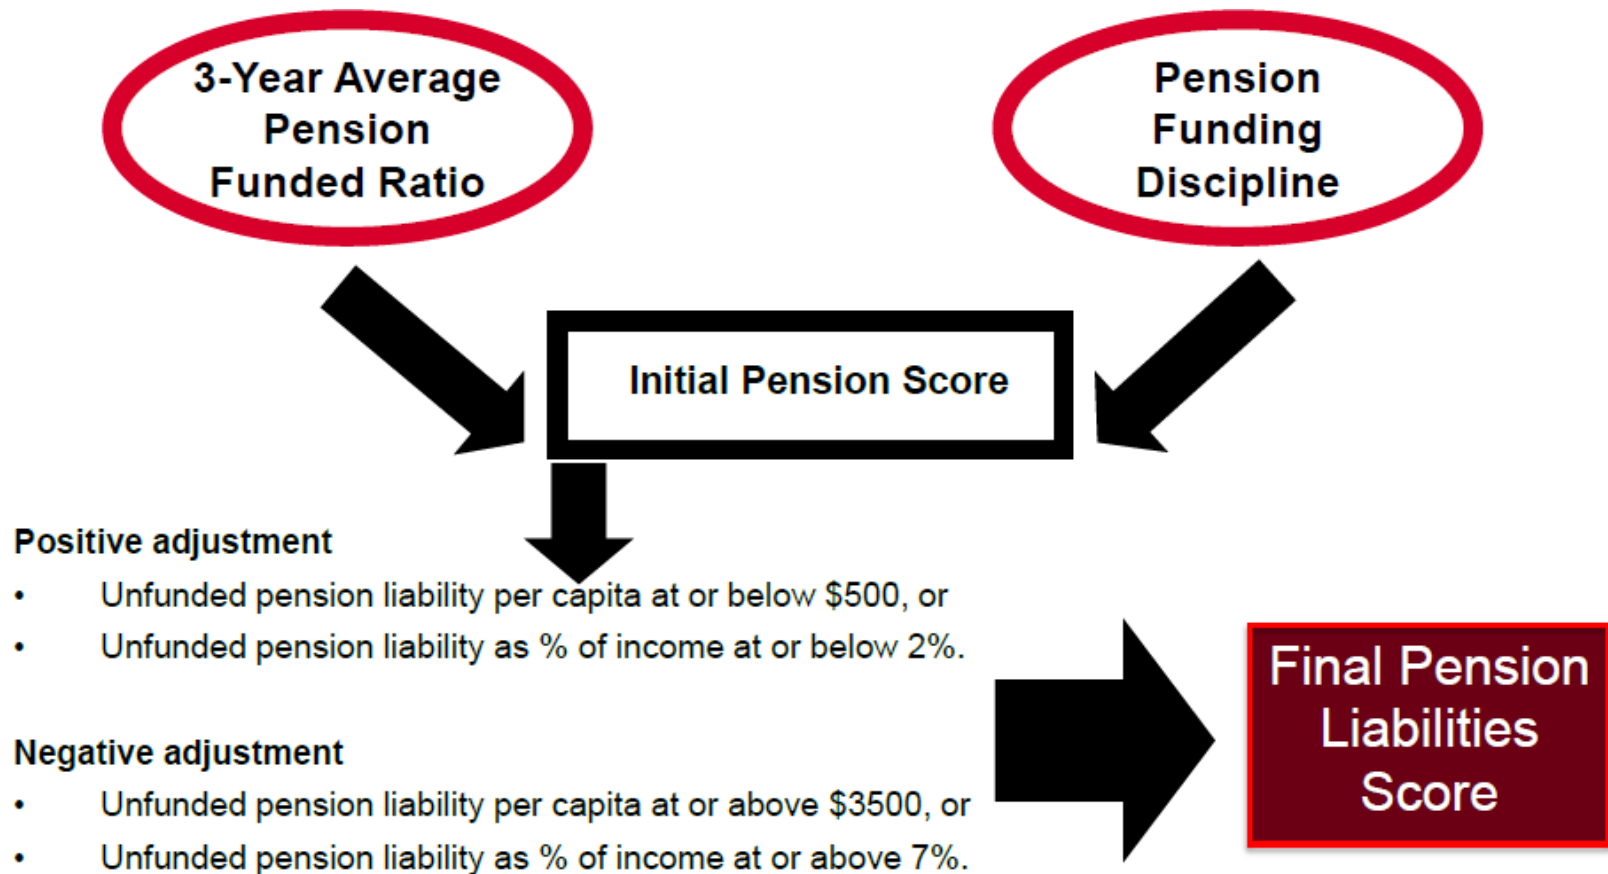 3-Year Average
Pension
Funded Ratio
Pension
Funding
Discipline
Initial Pension Score
Positive adjustment
• Unfunded pension liability per capita at or below $500, or
• Unfunded pension liability as % of income at or below 2%.
Negative adjustment
• Unfunded pension liability per capita at or above $3500, or
• Unfunded pension liability as % of income at or above 7%.
Final Pension
Liabilities
Score